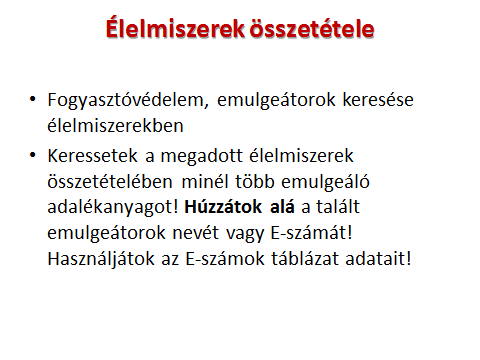 Élelmiszerek összetétele
• Fogyasztóvédelem, emulgeátorok keresése
élelmiszerekben
• Keressetek a megadott élelmiszerek
összetételében minél több emulgeáló
adalékanyagot! Húzzátok alá a talált
emulgeátorok nevét vagy E-számát!
Használjátok az E-számok táblázat adatait!